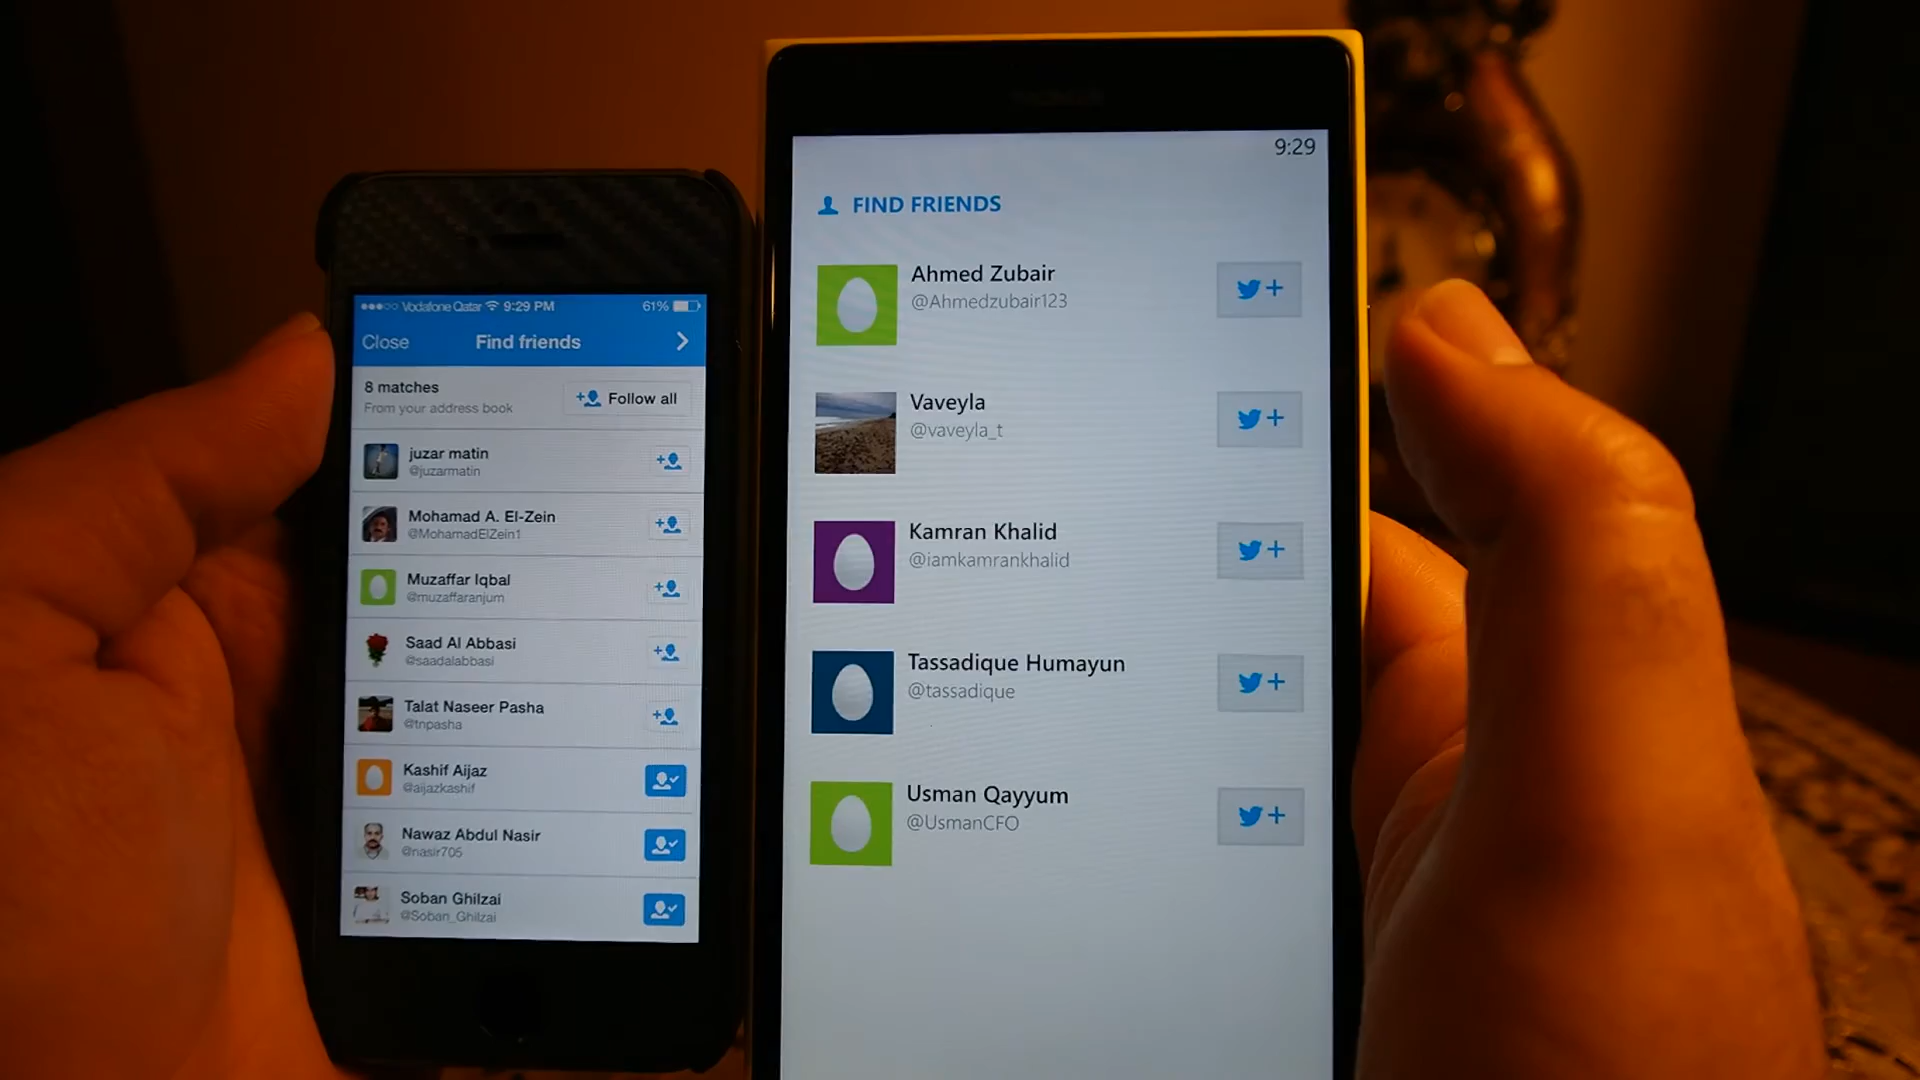 Vodafone Qatar 9:29 PM 61%
Close Find friends
8 matches
From your address book
Follow all
juzar matin
@juzarmatin
Mohamad A. El-Zein
@MohamadElZein1
Muzaffar Iqbal
@muzaffaranjum
Saad Al Abbasi
@saadalabbasi
Talat Naseer Pasha
@tnpasha
Kashif Aijaz
@aijazkashif
Nawaz Abdul Nasir
@nasir705
Soban Ghilzai
@Soban_Ghilzai
9:29
FIND FRIENDS
Ahmed Zubair
@Ahmedzubair123
Vaveyla
@vaveyla_t
Kamran Khalid
@iamkamrankhalid
Tassadique Humayun
@tassadique
Usman Qayyum
@UsmanCFO